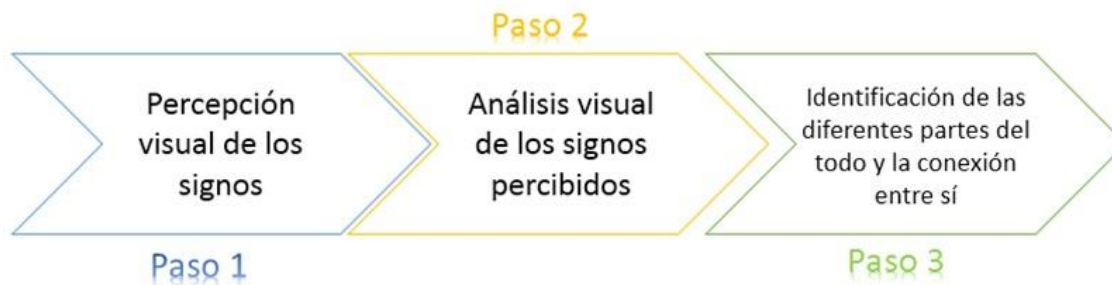 Paso 2
Percepción
visual de los
signos
Análisis visual
de los signos
percibidos
Identificación de las
diferentes partes del
todo y la conexión
entre sí
Paso 1
Paso 3